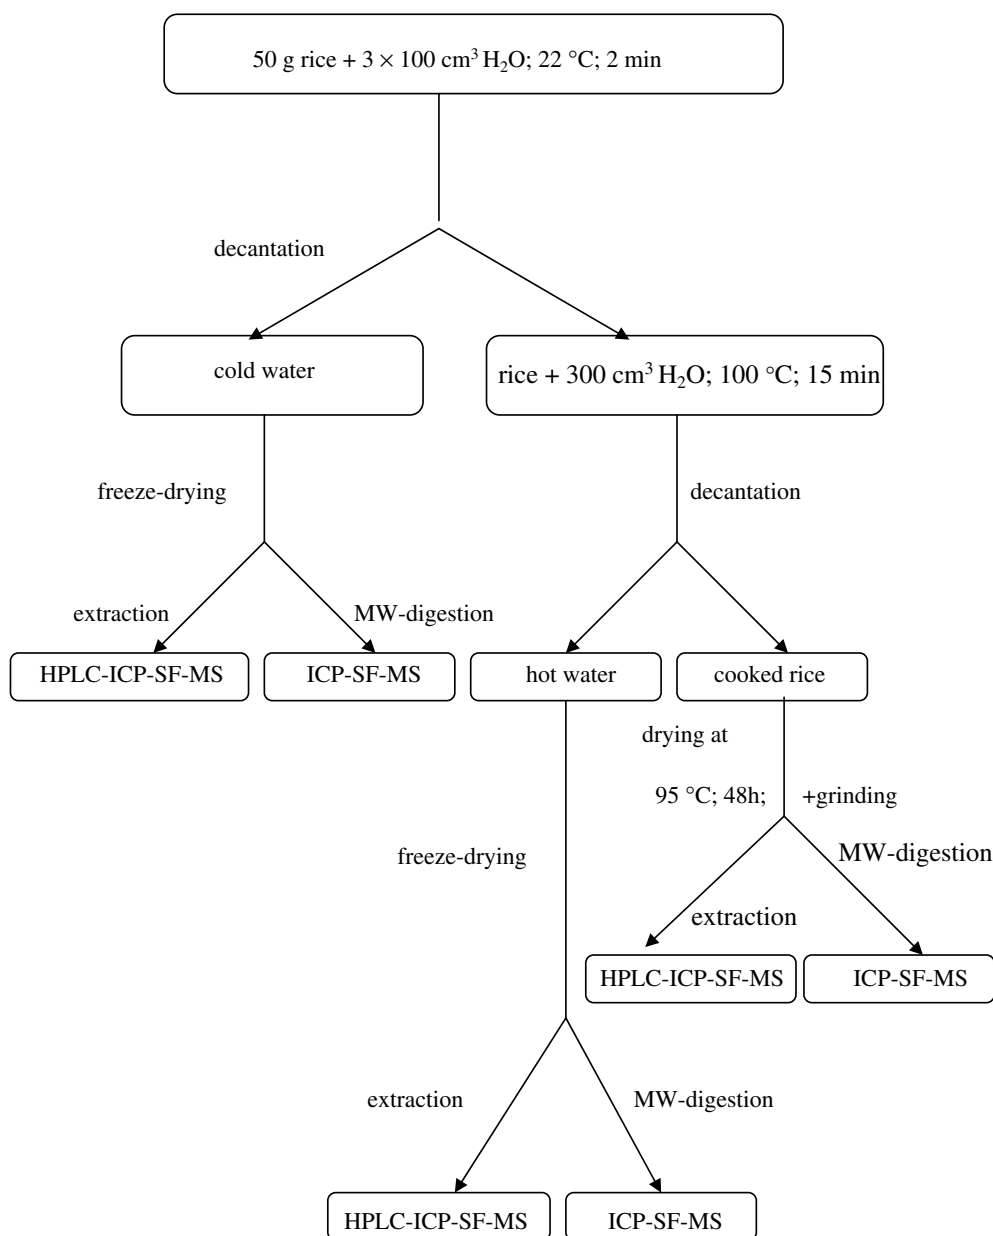 50 g rice + 3 × 100 cm³ H₂O; 22 °C; 2 min
decantation
cold water
rice + 300 cm³ H₂O; 100 °C; 15 min
freeze-drying
decantation
extraction
MW-digestion
HPLC-ICP-SF-MS
ICP-SF-MS
hot water
cooked rice
drying at
95 °C; 48h;
+grinding
freeze-drying
MW-digestion
extraction
HPLC-ICP-SF-MS
ICP-SF-MS
extraction
MW-digestion
HPLC-ICP-SF-MS
ICP-SF-MS